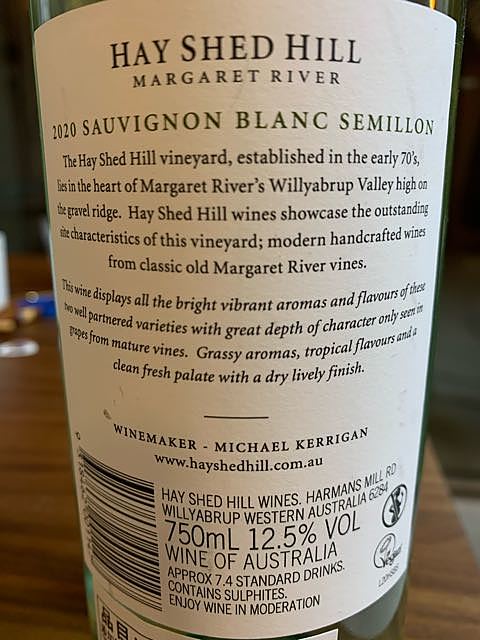 HAY SHED HILL
MARGARET RIVER
2020 SAUVIGNON BLANC SEMILLON
The Hay Shed Hill vineyard, established in the early 70's,
lies in the heart of Margaret River's Willyabrup Valley high on
the gravel ridge. Hay Shed Hill wines showcase the outstanding
site characteristics of this vineyard; modern handcrafted wines
from classic old Margaret River vines.
This wine displays all the bright vibrant aromas and flavours of these
two well partnered varieties with great depth of character only seen in
grapes from mature vines. Grassy aromas, tropical flavours and a
clean fresh palate with a dry lively finish.
WINEMAKER - MICHAEL KERRIGAN
www.hayshedhill.com.au
HAY SHED HILL WINES. HARMANS MILL RD
WILLYABRUP WESTERN AUSTRALIA 6284
750mL 12.5% VOL
WINE OF AUSTRALIA
APPROX 7.4 STANDARD DRINKS.
CONTAINS SULPHITES.
ENJOY WINE IN MODERATION
Vegan
品目